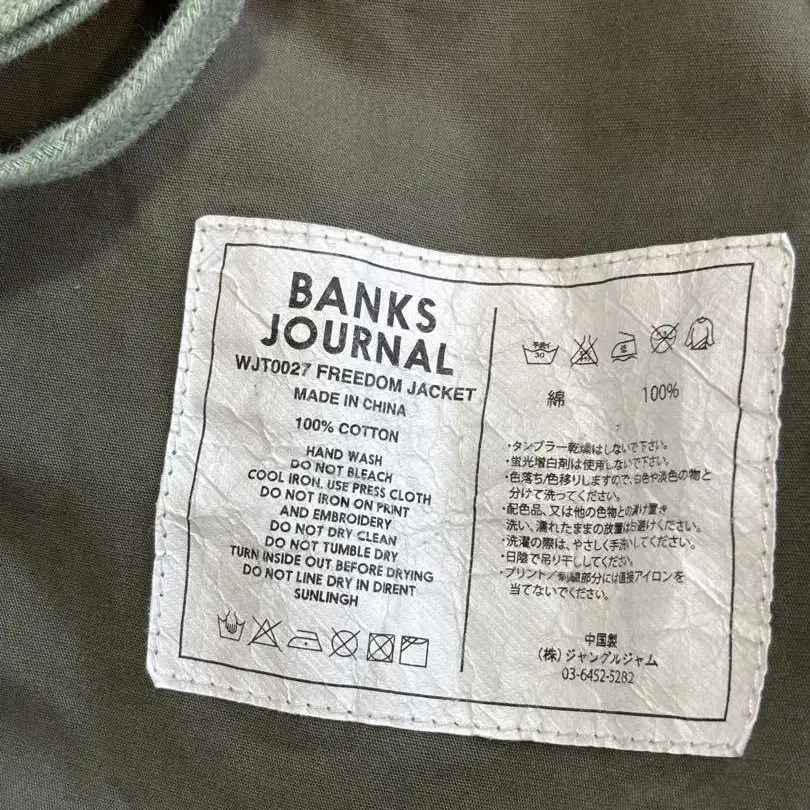 BANKS
JOURNAL
WJT0027 FREEDOM JACKET
MADE IN CHINA
100% COTTON
HAND WASH
DO NOT BLEACH
COOL IRON. USE PRESS CLOTH
DO NOT IRON ON PRINT
AND EMBROIDERY
DO NOT DRY CLEAN
DO NOT TUMBLE DRY
TURN INSIDE OUT BEFORE DRYING
DO NOT LINE DRY IN DIRENT
SUNLINGH
手洗イ
30
綿 100%
・タンブラー乾燥はしないで下さい。
・蛍光増白剤は使用しないで下さい。
・色落ち/色移りしますので、白色や淡色の物と
分けて洗ってください。
・配色品、又は他の色物との漬け置き
洗い、濡れたままの放置はお避けください。
・洗濯の際は、やさしく手洗いしてください。
・日陰で吊り干ししてください。
・プリント/刺繍部分には直接アイロンを
当てないでください。
中国製
(株)ジャングルジャム
03-6452-5282